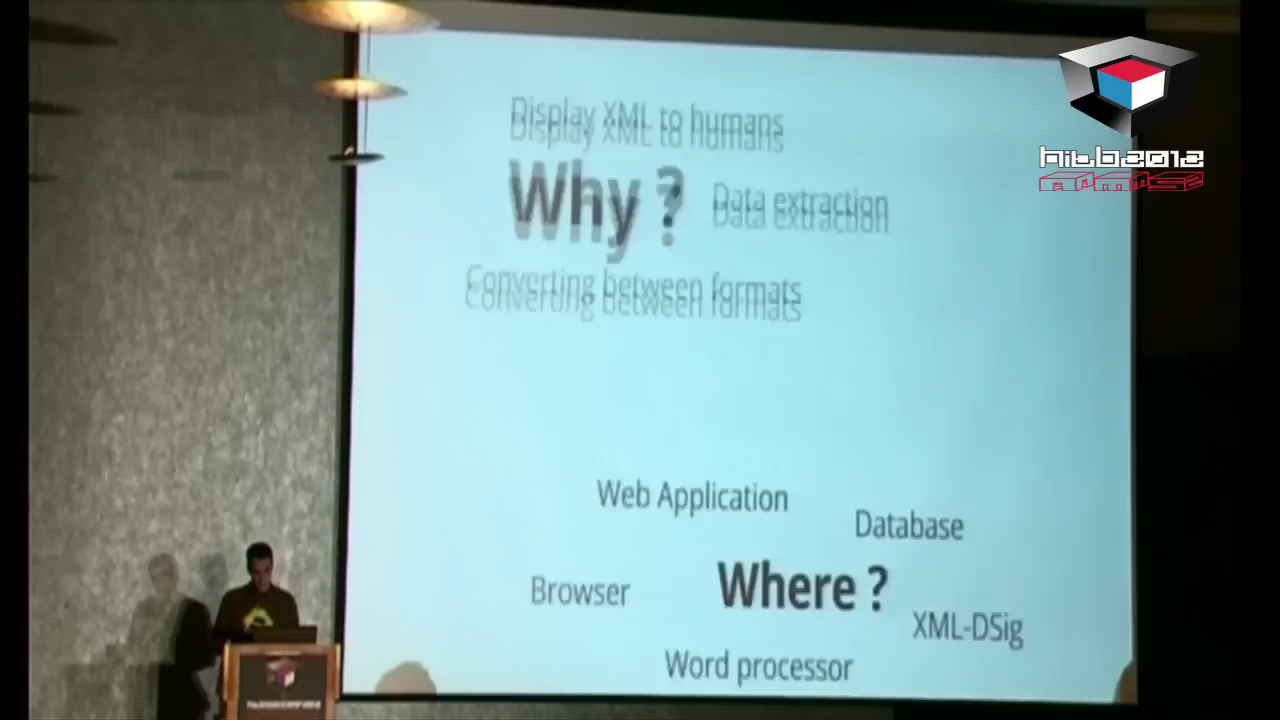 Display XML to humans
Why ?
Data extraction
Converting between formats
Web Application
Database
Browser
Where ?
XML-DSig
Word processor
HITB2012
AMS